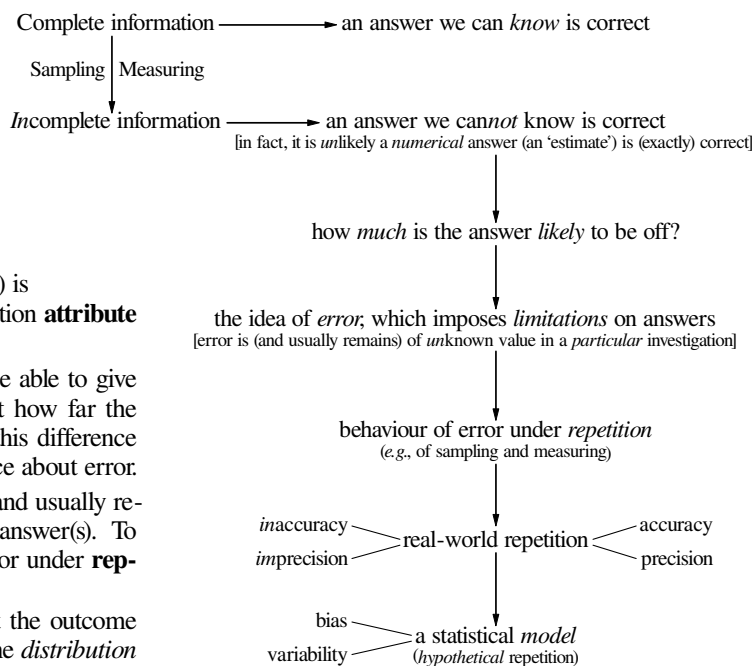 Complete information an answer we can know is correct
Sampling Measuring
Incomplete information an answer we cannot know is correct
[in fact, it is unlikely a numerical answer (an ‘estimate’) is (exactly) correct]
how much is the answer likely to be off?
the idea of error, which imposes limitations on answers
[error is (and usually remains) of unknown value in a particular investigation]
behaviour of error under repetition
(e.g., of sampling and measuring)
inaccuracy accuracy
real-world repetition
imprecision precision
bias
a statistical model
variability
(hypothetical repetition)
) is
tion attribute
e able to give
t how far the
his difference
ce about error.
and usually re-
answer(s). To
or under rep-
t the outcome
ne distribution